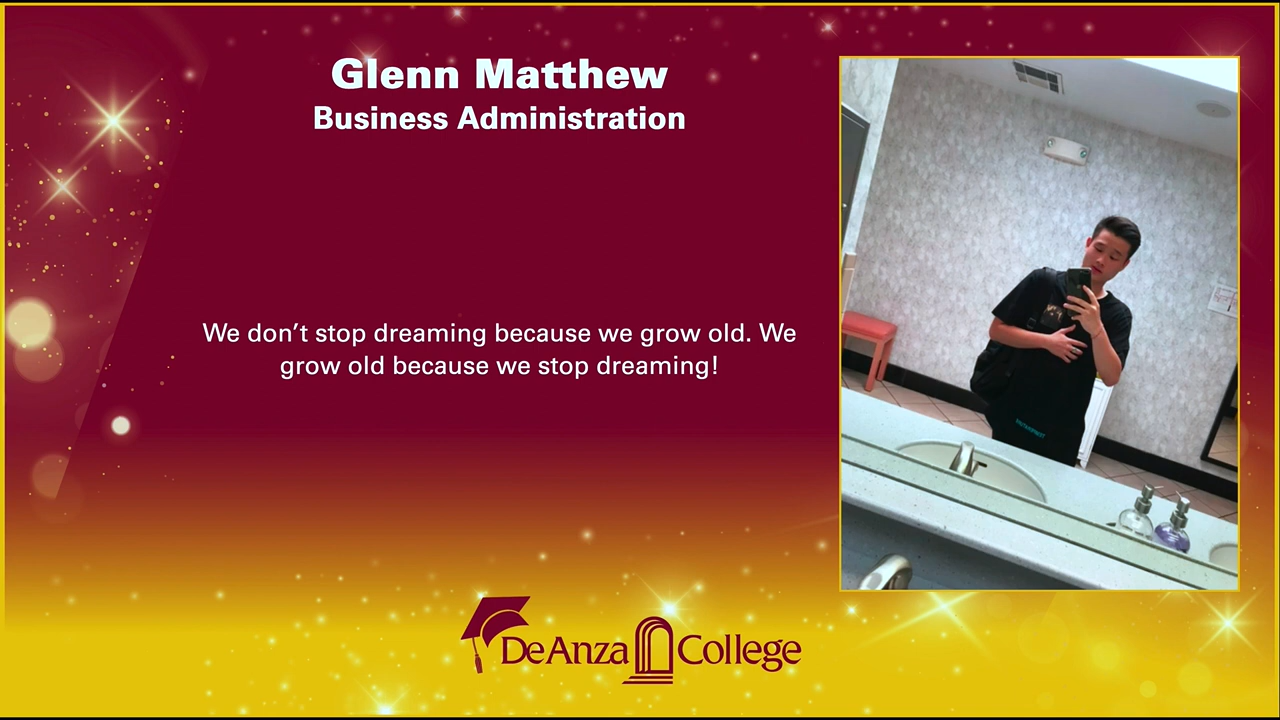 Glenn Matthew
Business Administration
We don’t stop dreaming because we grow old. We
grow old because we stop dreaming!
DeAnza College